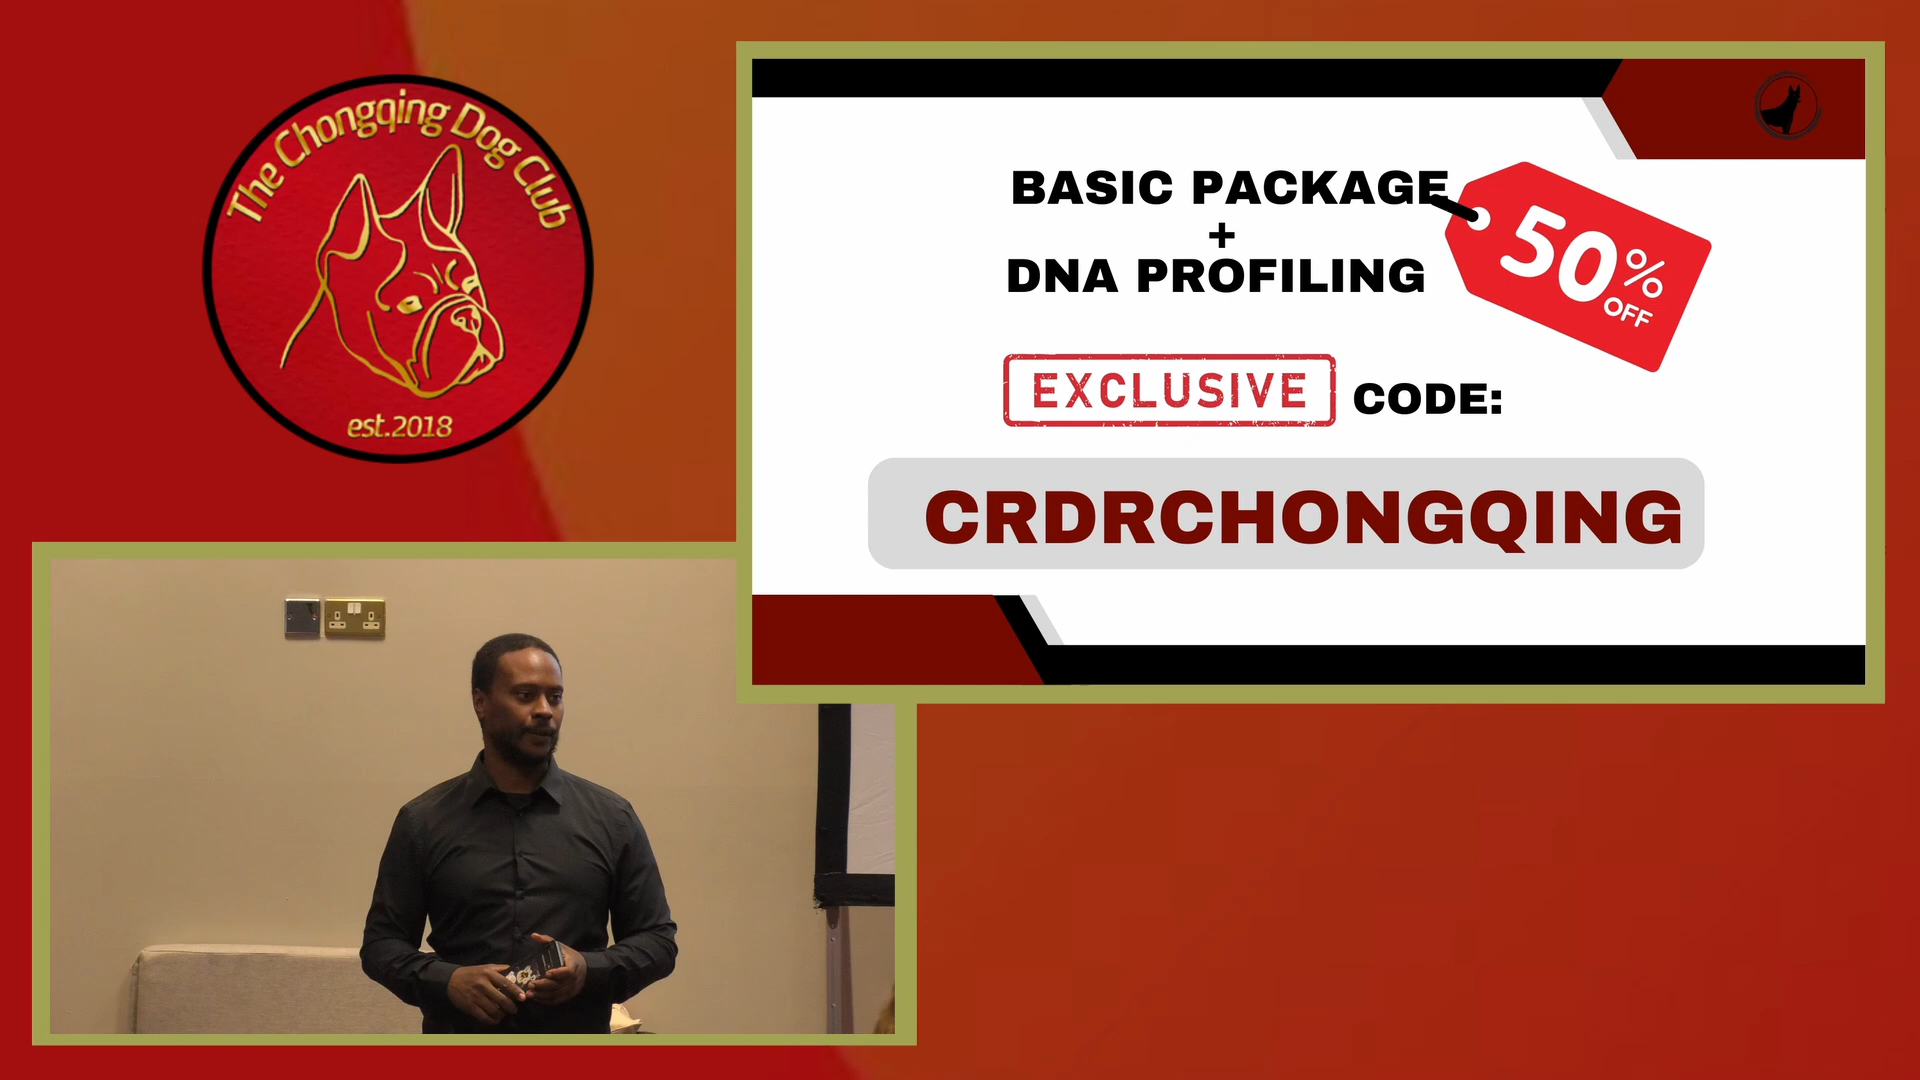 The Chongqing Dog Club
est.2018
BASIC PACKAGE
+
DNA PROFILING
50%
OFF
EXCLUSIVE CODE:
CRDRCHONGQING